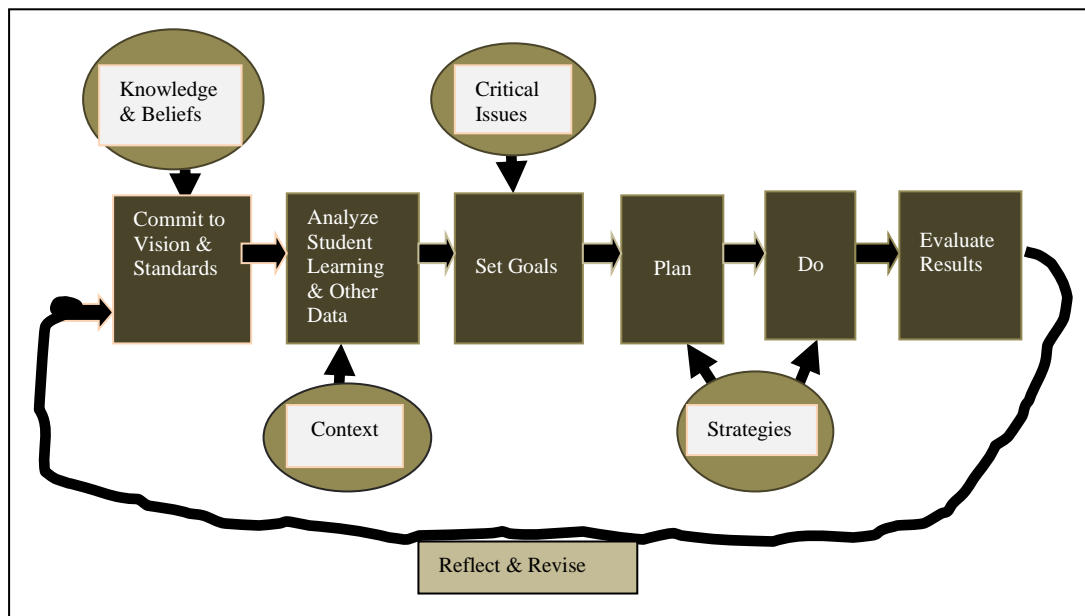 Knowledge
& Beliefs
Critical
Issues
Commit to
Vision &
Standards
Analyze
Student
Learning
& Other
Data
Set Goals
Plan
Do
Evaluate
Results
Context
Strategies
Reflect & Revise